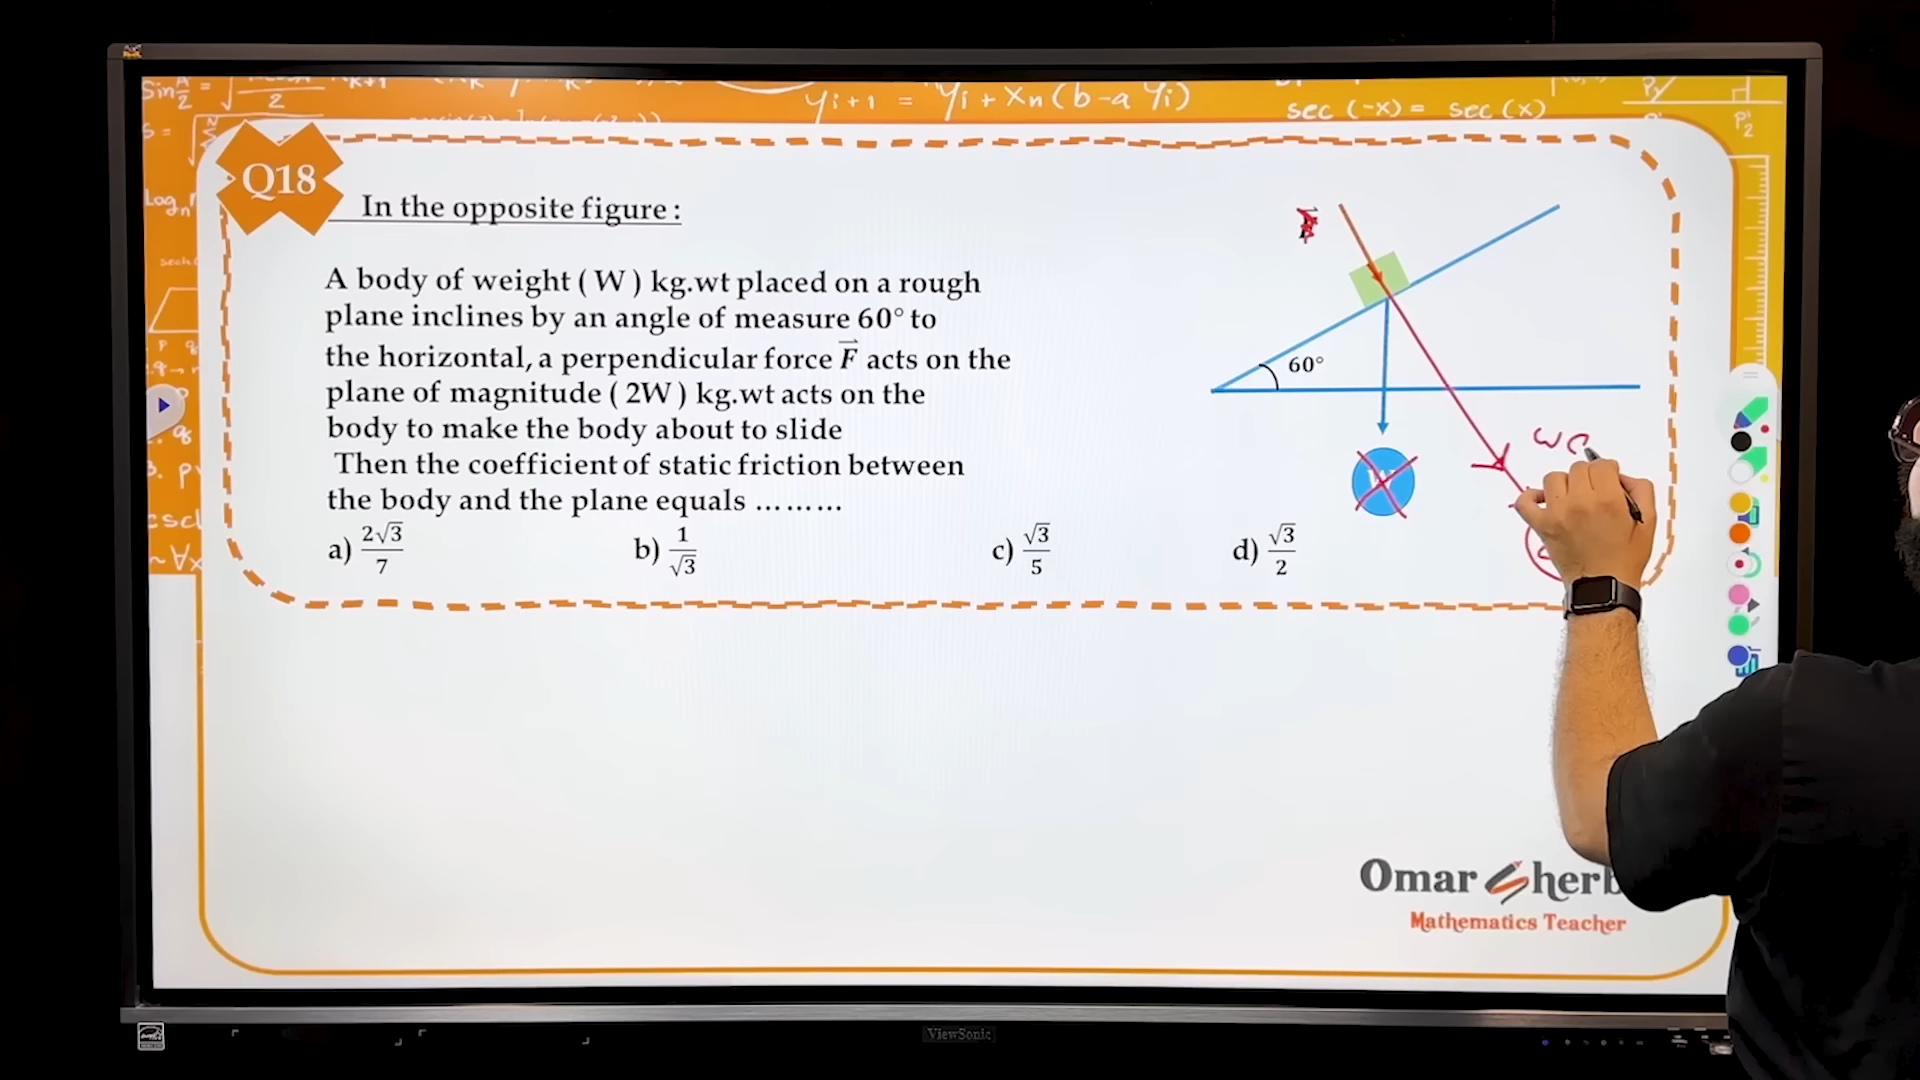 yi+1 = yi + xn (b-a yi)
sec (-x) = sec (x)
P'2
Q18
In the opposite figure :
A body of weight ( W ) kg.wt placed on a rough
plane inclines by an angle of measure 60° to
the horizontal, a perpendicular force F⃗ acts on the
plane of magnitude ( 2W ) kg.wt acts on the
body to make the body about to slide
Then the coefficient of static friction between
the body and the plane equals .........
a) 2√3/7 b) 1/√3 c) √3/5 d) √3/2
60°
W
Omar Sherb
Mathematics Teacher
ViewSonic